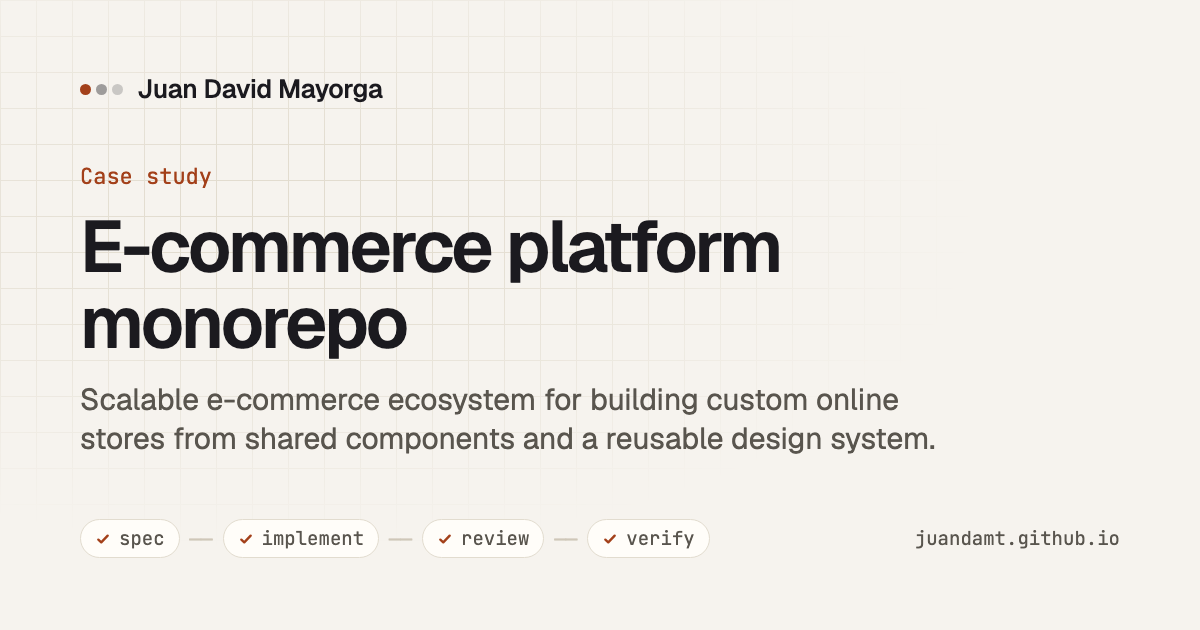 Juan David Mayorga
Case study
E-commerce platform
monorepo
Scalable e-commerce ecosystem for building custom online
stores from shared components and a reusable design system.
spec — implement — review — verify
juandamt.github.io